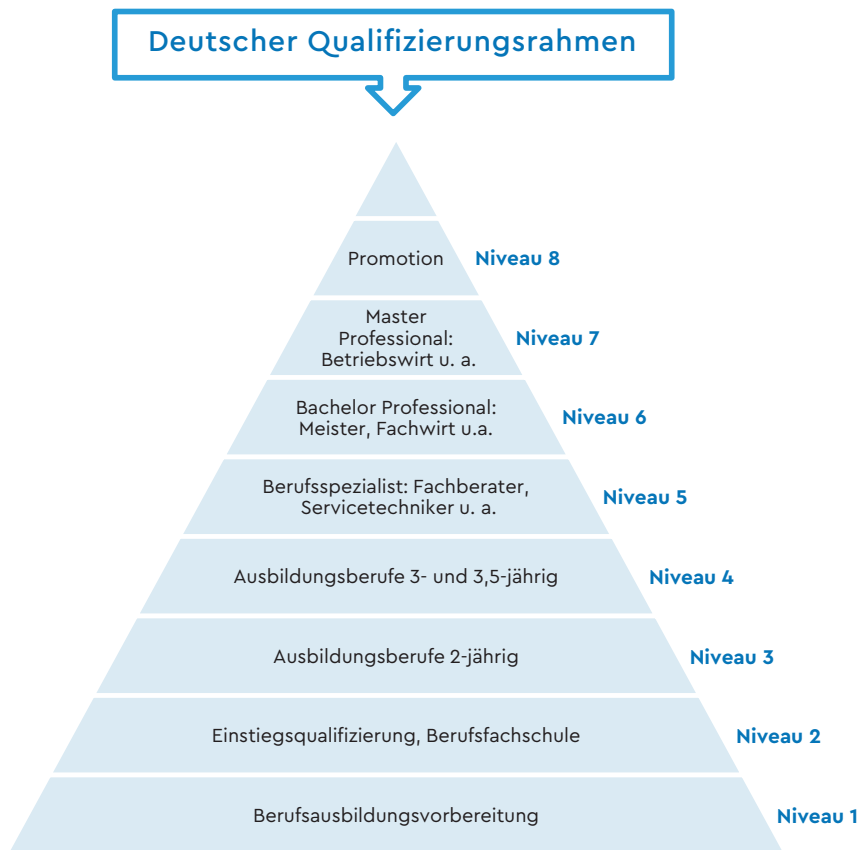 Deutscher Qualifizierungsrahmen
Promotion
Niveau 8
Master
Professional:
Betriebswirt u. a.
Niveau 7
Bachelor Professional:
Meister, Fachwirt u.a.
Niveau 6
Berufsspezialist: Fachberater,
Servicetechniker u. a.
Niveau 5
Ausbildungsberufe 3- und 3,5-jährig
Niveau 4
Ausbildungsberufe 2-jährig
Niveau 3
Einstiegsqualifizierung, Berufsfachschule
Niveau 2
Berufsausbildungsvorbereitung
Niveau 1